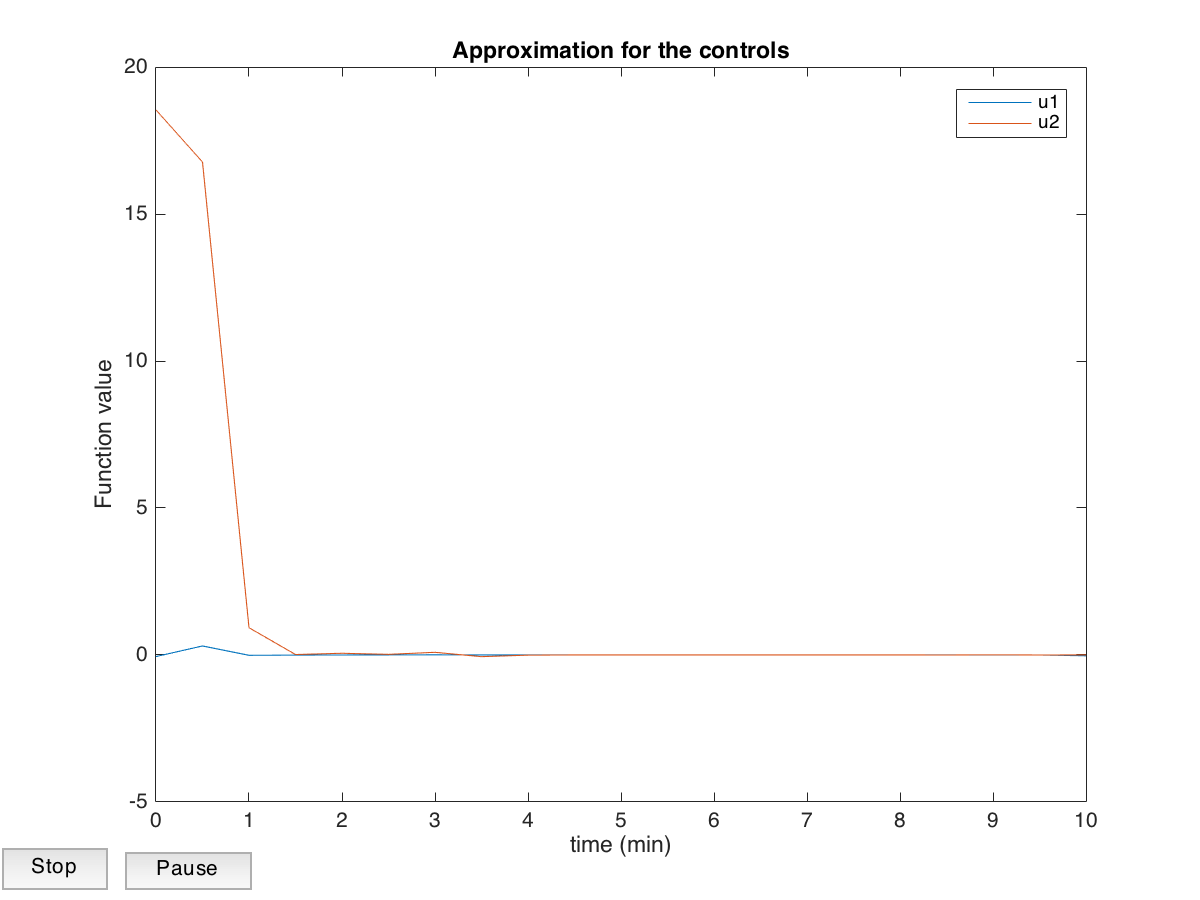 Approximation for the controls
20
15
10
5
0
-5
Function value
u1
u2
0 1 2 3 4 5 6 7 8 9 10
time (min)
Stop Pause